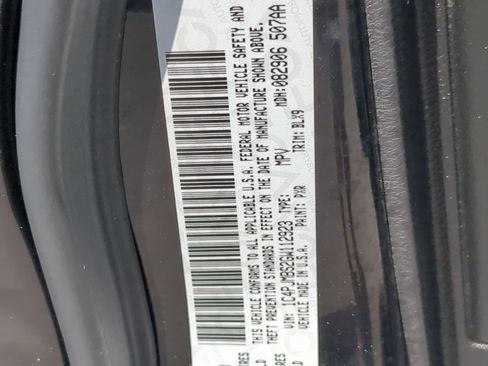 THIS VEHICLE CONFORMS TO ALL APPLICABLE U.S.A. FEDERAL MOTOR VEHICLE SAFETY AND
THEFT PREVENTION STANDARDS IN EFFECT ON THE DATE OF MANUFACTURE SHOWN ABOVE.
VIN: 1C4PJMBS2GW112923 TYPE: MPV MDH: 082906 507AA
VEHICLE MADE IN U.S.A. PAINT: PXR TRIM: BLX9